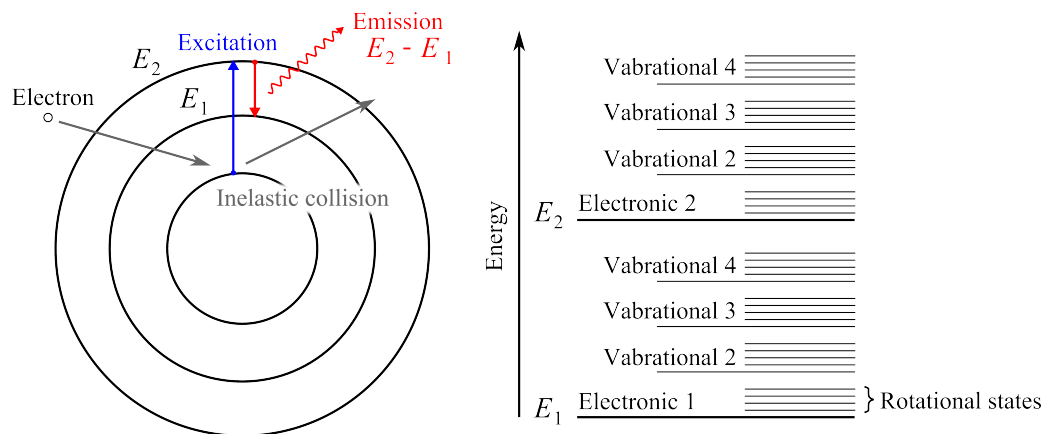 Emission
E2 - E1
Excitation
E2
Electron
E1
Inelastic collision
Energy
Vabrational 4
Vabrational 3
Vabrational 2
Electronic 2
E2
Vabrational 4
Vabrational 3
Vabrational 2
Electronic 1
E1
} Rotational states